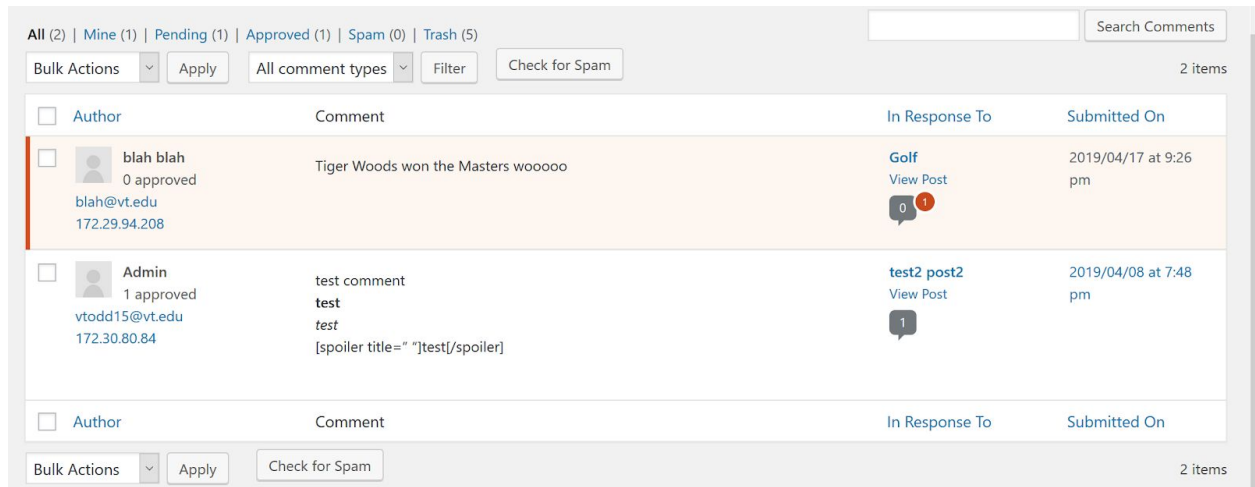 All (2) | Mine (1) | Pending (1) | Approved (1) | Spam (0) | Trash (5)
Search Comments
Bulk Actions Apply All comment types Filter Check for Spam 2 items
Author Comment In Response To Submitted On
blah blah
0 approved
blah@vt.edu
172.29.94.208
Tiger Woods won the Masters wooooo
Golf
View Post
0 1
2019/04/17 at 9:26
pm
Admin
1 approved
vtodd15@vt.edu
172.30.80.84
test comment
test
test
[spoiler title=" "]test[/spoiler]
test2 post2
View Post
1
2019/04/08 at 7:48
pm
Author Comment In Response To Submitted On
Bulk Actions Apply Check for Spam 2 items